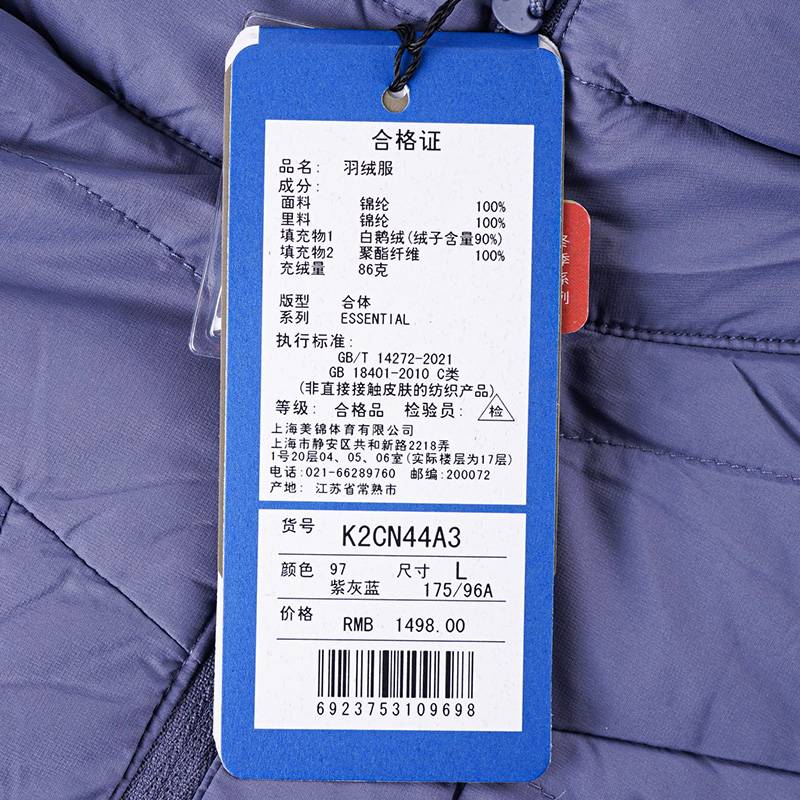 合格证
品名: 羽绒服
成分:
面料 锦纶 100%
里料 锦纶 100%
填充物1 白鹅绒(绒子含量90%)
填充物2 聚酯纤维 100%
充绒量 86克
版型 合体
系列 ESSENTIAL
执行标准:
GB/T 14272-2021
GB 18401-2010 C类
(非直接接触皮肤的纺织产品)
等级: 合格品 检验员: 检
上海美锦体育有限公司
上海市静安区共和新路2218弄
1号20层04、05、06室(实际楼层为17层)
电话:021-66289760 邮编:200072
产地: 江苏省常熟市
货号 K2CN44A3
颜色 97 尺寸 L
紫灰蓝 175/96A
价格 RMB 1498.00
6923753109698
季系列